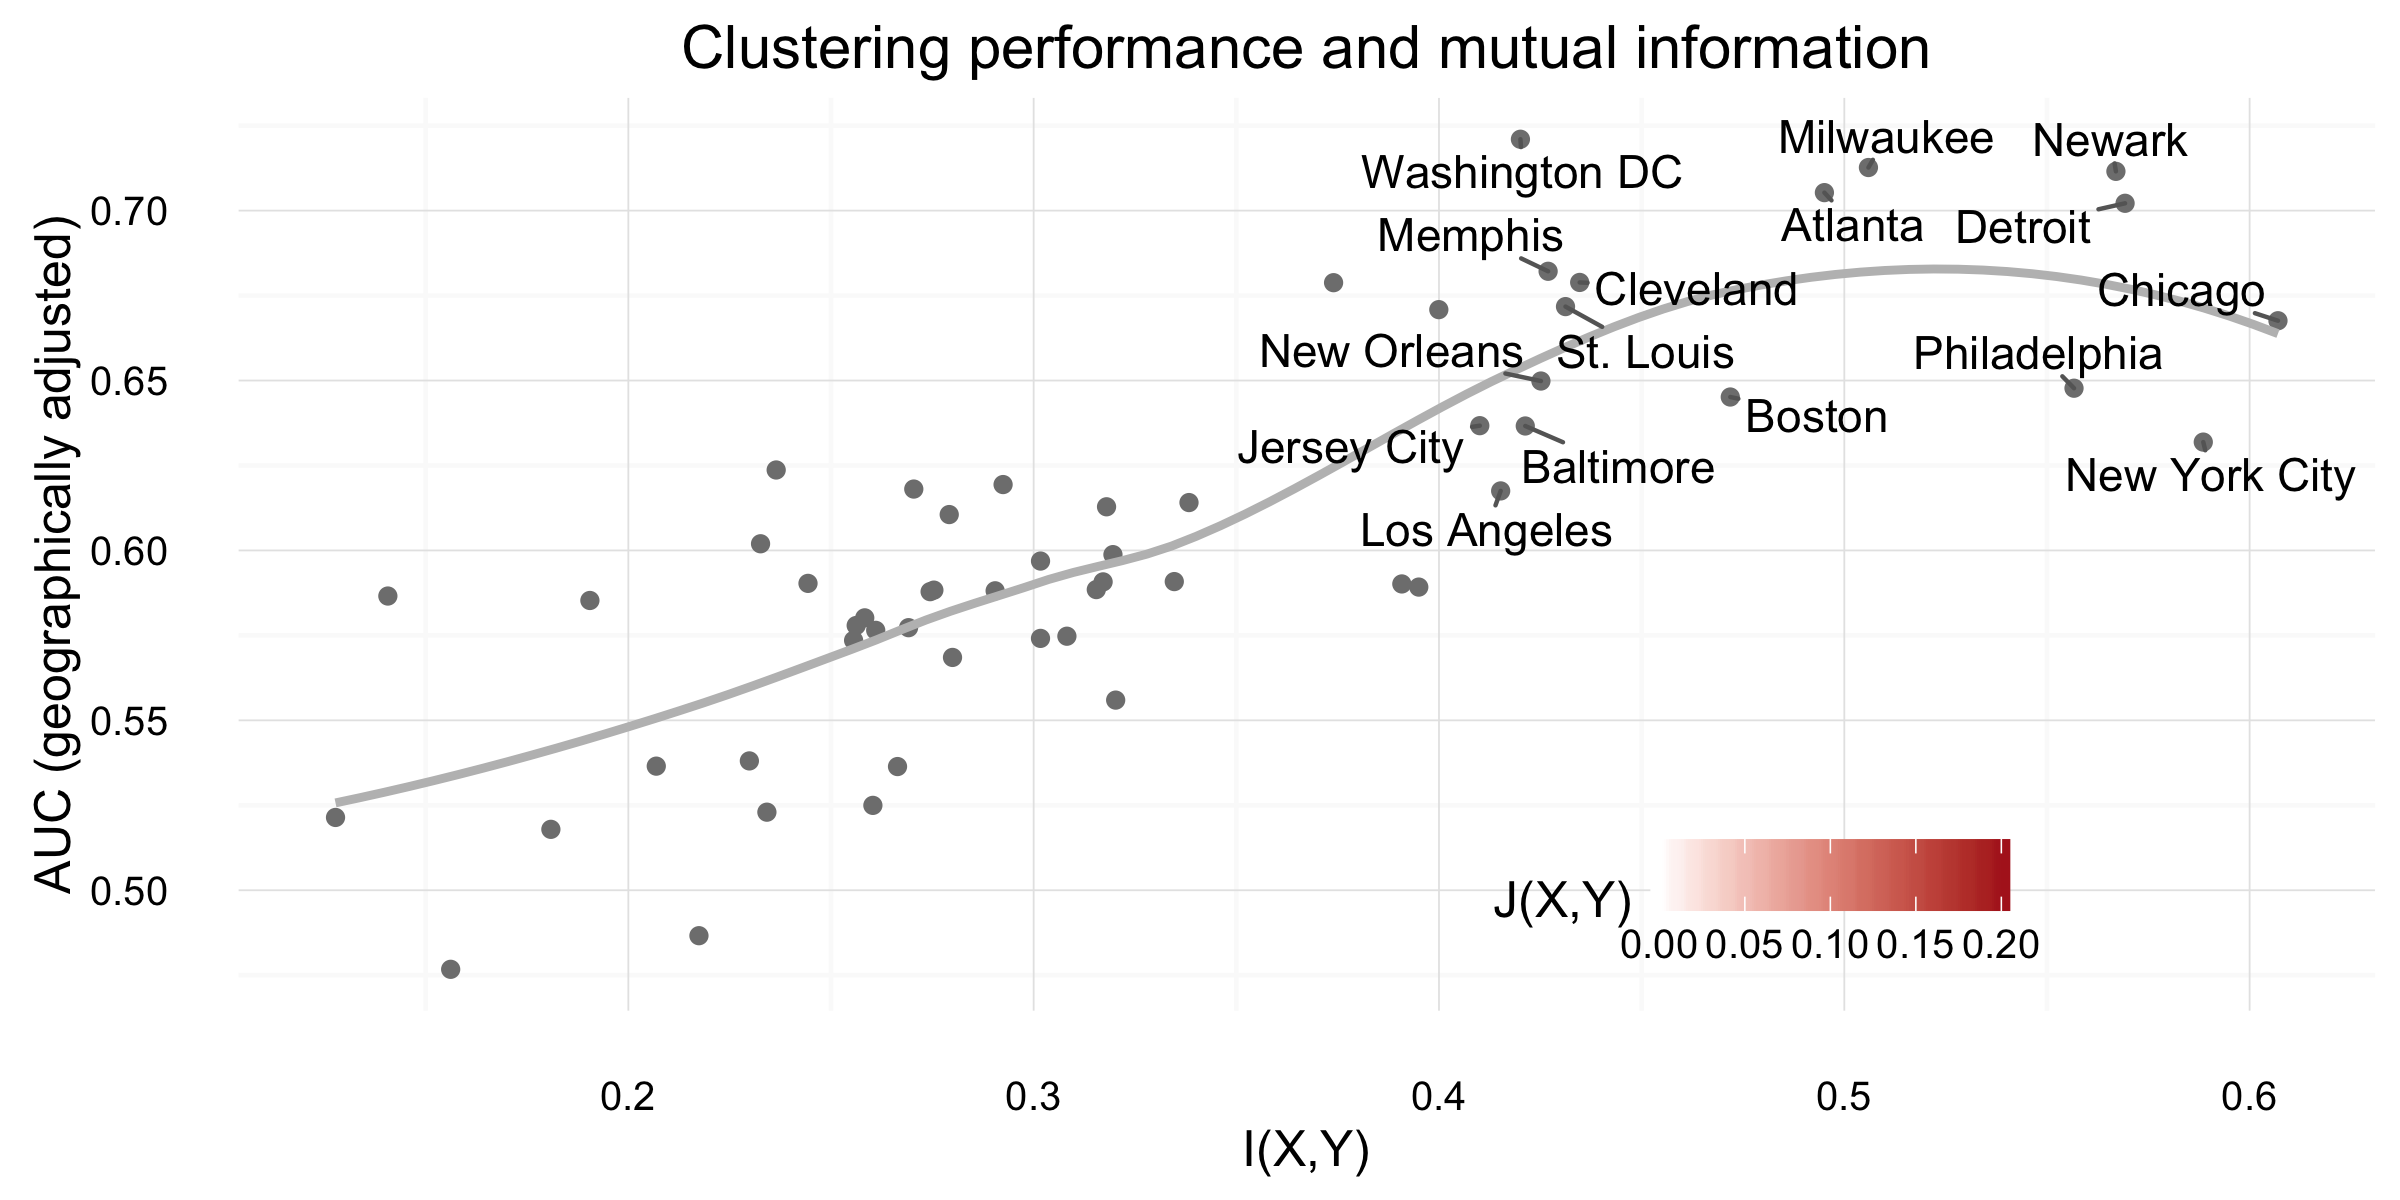 Clustering performance and mutual information
AUC (geographically adjusted)
0.70
0.65
0.60
0.55
0.50
Milwaukee
Newark
Washington DC
Atlanta
Detroit
Memphis
Cleveland
Chicago
New Orleans
St. Louis
Philadelphia
Boston
Jersey City
Baltimore
New York City
Los Angeles
J(X,Y)
0.00 0.05 0.10 0.15 0.20
0.2 0.3 0.4 0.5 0.6
I(X,Y)